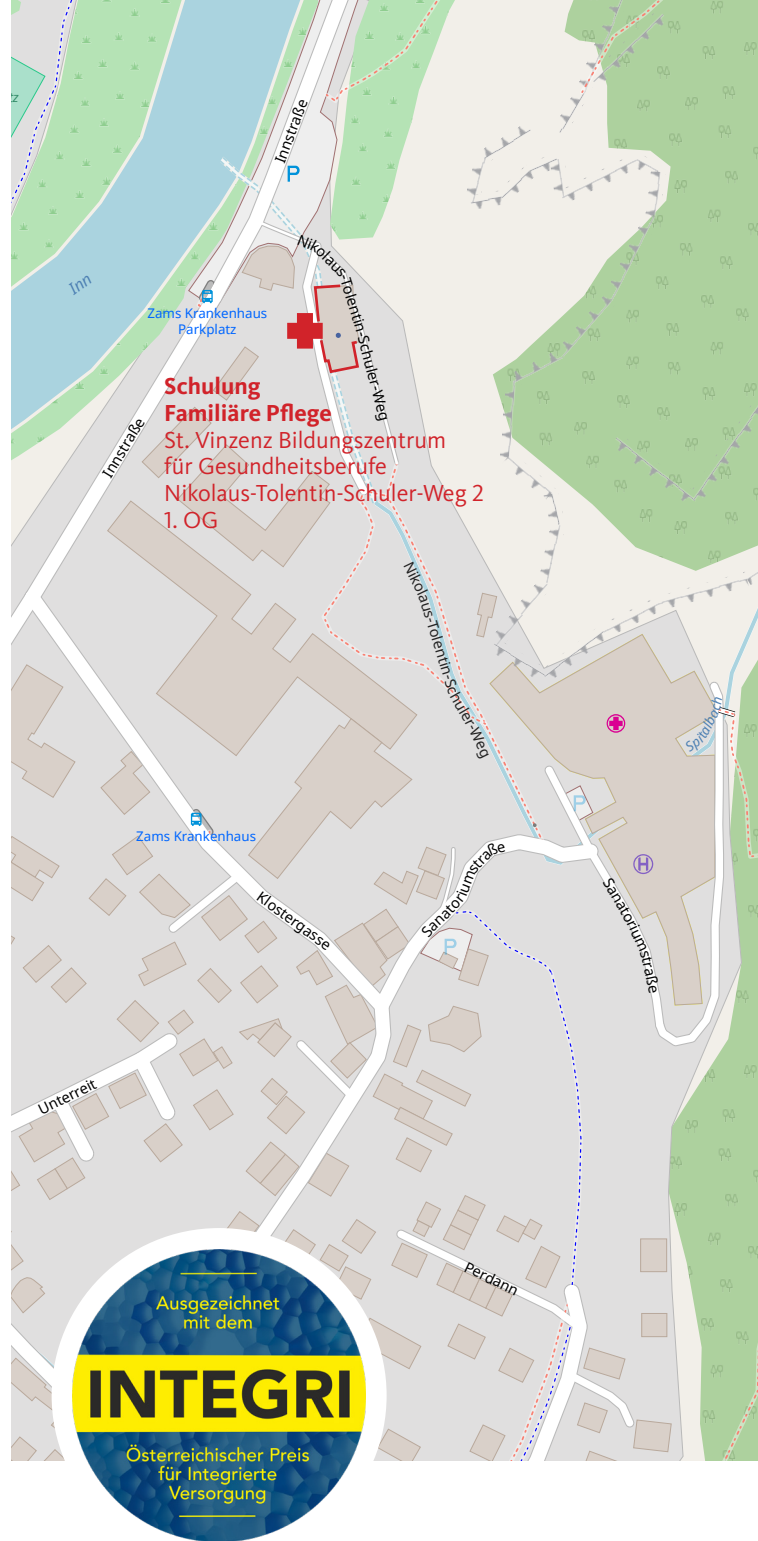 tz
Innstraße
P
Nikolaus-Tolentin-Schuler-Weg
Inn
Zams Krankenhaus
Parkplatz
Schulung
Familiäre Pflege
St. Vinzenz Bildungszentrum
für Gesundheitsberufe
Nikolaus-Tolentin-Schuler-Weg 2
1. OG
Innstraße
Nikolaus-Tolentin-Schuler-Weg
Spitalbach
P
Zams Krankenhaus
H
Sanatoriumstraße
Klostergasse
P
Sanatoriumstraße
Unterreit
Perdann
Ausgezeichnet
mit dem
INTEGRI
Österreichischer Preis
für Integrierte
Versorgung